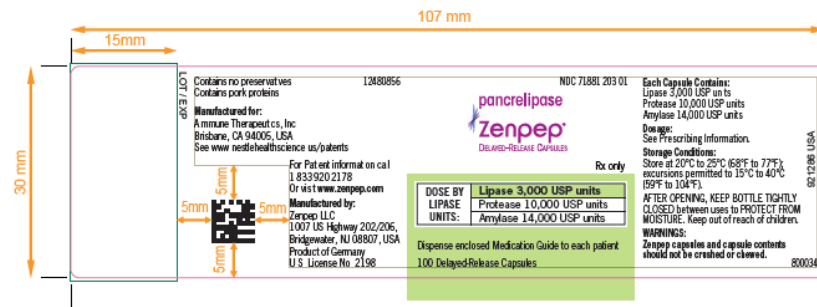 107 mm
15mm
30 mm
LOT / EXP
Contains no preservatives
Contains pork proteins
12480856
Manufactured for:
Aimmune Therapeutics, Inc
Brisbane, CA 94005, USA
See www nestlehealthscience us/patents
5mm
5mm
5mm
5mm
For Patent information call
1 833 920 2178
Or visit www.zenpep.com
Manufactured by:
Zenpep LLC
1007 US Highway 202/206,
Bridgewater, NJ 08807, USA
Product of Germany
U S License No 2198
NDC 71881 203 01
pancrelipase
Zenpep®
DELAYED-RELEASE CAPSULES
Rx only
DOSE BY
LIPASE
UNITS:
Lipase 3,000 USP units
Protease 10,000 USP units
Amylase 14,000 USP units
Dispense enclosed Medication Guide to each patient
100 Delayed-Release Capsules
Each Capsule Contains:
Lipase 3,000 USP units
Protease 10,000 USP units
Amylase 14,000 USP units
Dosage:
See Prescribing Information.
Storage Conditions:
Store at 20°C to 25°C (68°F to 77°F);
excursions permitted to 15°C to 40°C
(59°F to 104°F).
AFTER OPENING, KEEP BOTTLE TIGHTLY
CLOSED between uses to PROTECT FROM
MOISTURE. Keep out of reach of children.
WARNINGS:
Zenpep capsules and capsule contents
should not be crushed or chewed.
921286 USA
800034